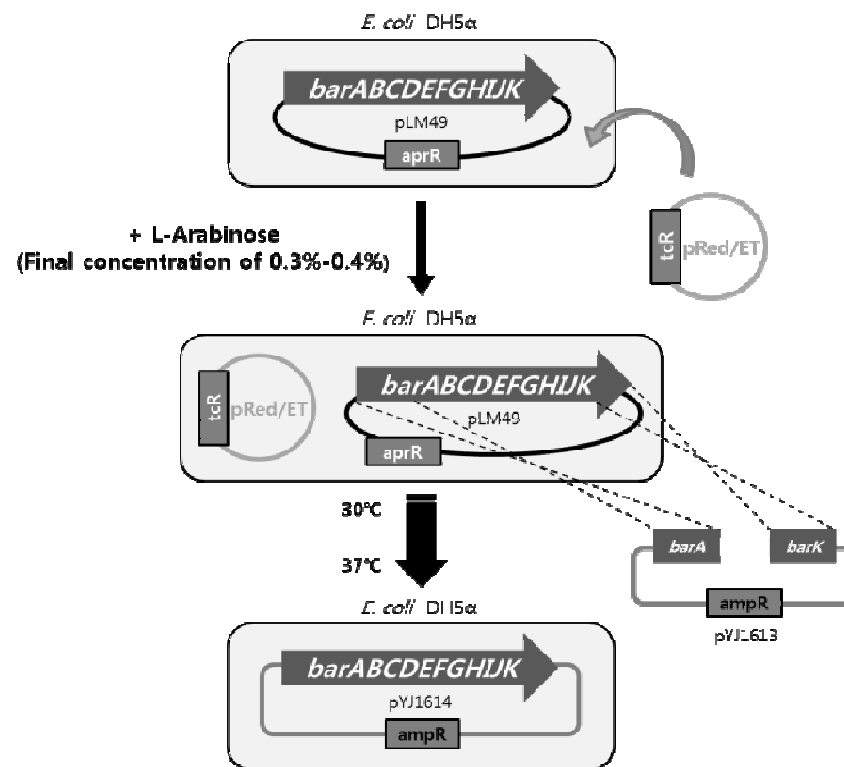 E. coli DH5α
barABCDEFGHIJK
pLM49
aprR
+ L-Arabinose
(Final concentration of 0.3%-0.4%)
tcR
pRed/ET
E. coli DH5α
tcR
pRed/ET
barABCDEFGHIJK
pLM49
aprR
30℃
37℃
barA
barK
ampR
pYJ1613
E. coli DH5α
barABCDEFGHIJK
pYJ1614
ampR